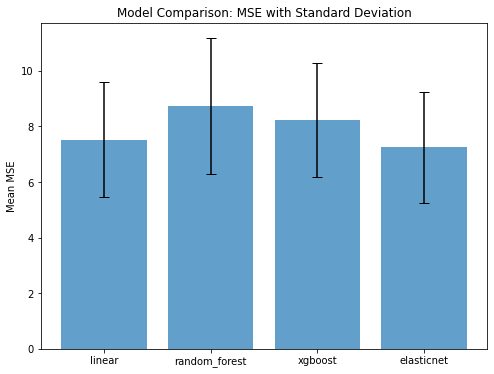 Model Comparison: MSE with Standard Deviation
Mean MSE
10
8
6
4
2
0
linear random_forest xgboost elasticnet